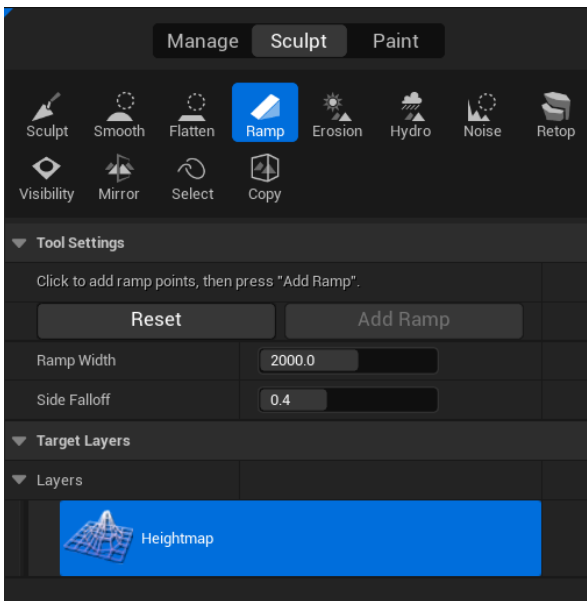 Manage Sculpt Paint
Sculpt Smooth Flatten Ramp Erosion Hydro Noise Retop
Visibility Mirror Select Copy
Tool Settings
Click to add ramp points, then press "Add Ramp".
Reset Add Ramp
Ramp Width 2000.0
Side Falloff 0.4
Target Layers
Layers
Heightmap